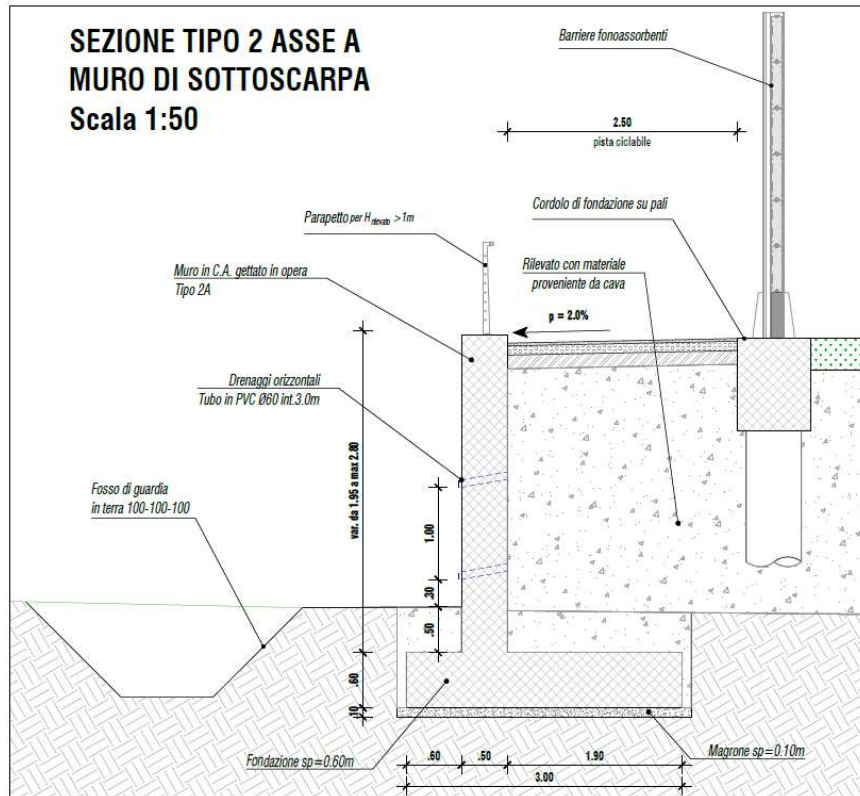 SEZIONE TIPO 2 ASSE A
MURO DI SOTTOSCARPA
Scala 1:50
Barriere fonoassorbenti
2.50
pista ciclabile
Cordolo di fondazione su pali
Parapetto per H rilevato >1m
Muro in C.A. gettato in opera
Tipo 2A
Rilevato con materiale
proveniente da cava
p = 2.0%
Drenaggi orizzontali
Tubo in PVC Ø60 int.3.0m
var. da 1.95 a max 2.80
Fosso di guardia
in terra 100-100-100
1.00
.30
.50
.60
.10
Fondazione sp=0.60m
.60 .50 1.90
3.00
Magrone sp=0.10m